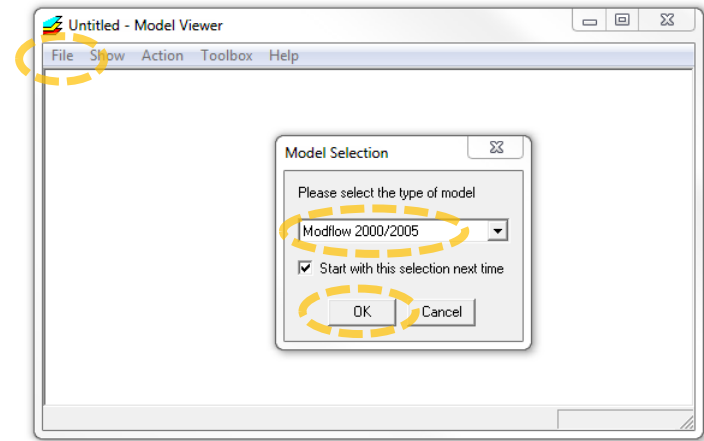 Untitled - Model Viewer
File Show Action Toolbox Help
Model Selection
Please select the type of model
Modflow 2000/2005
Start with this selection next time
OK Cancel